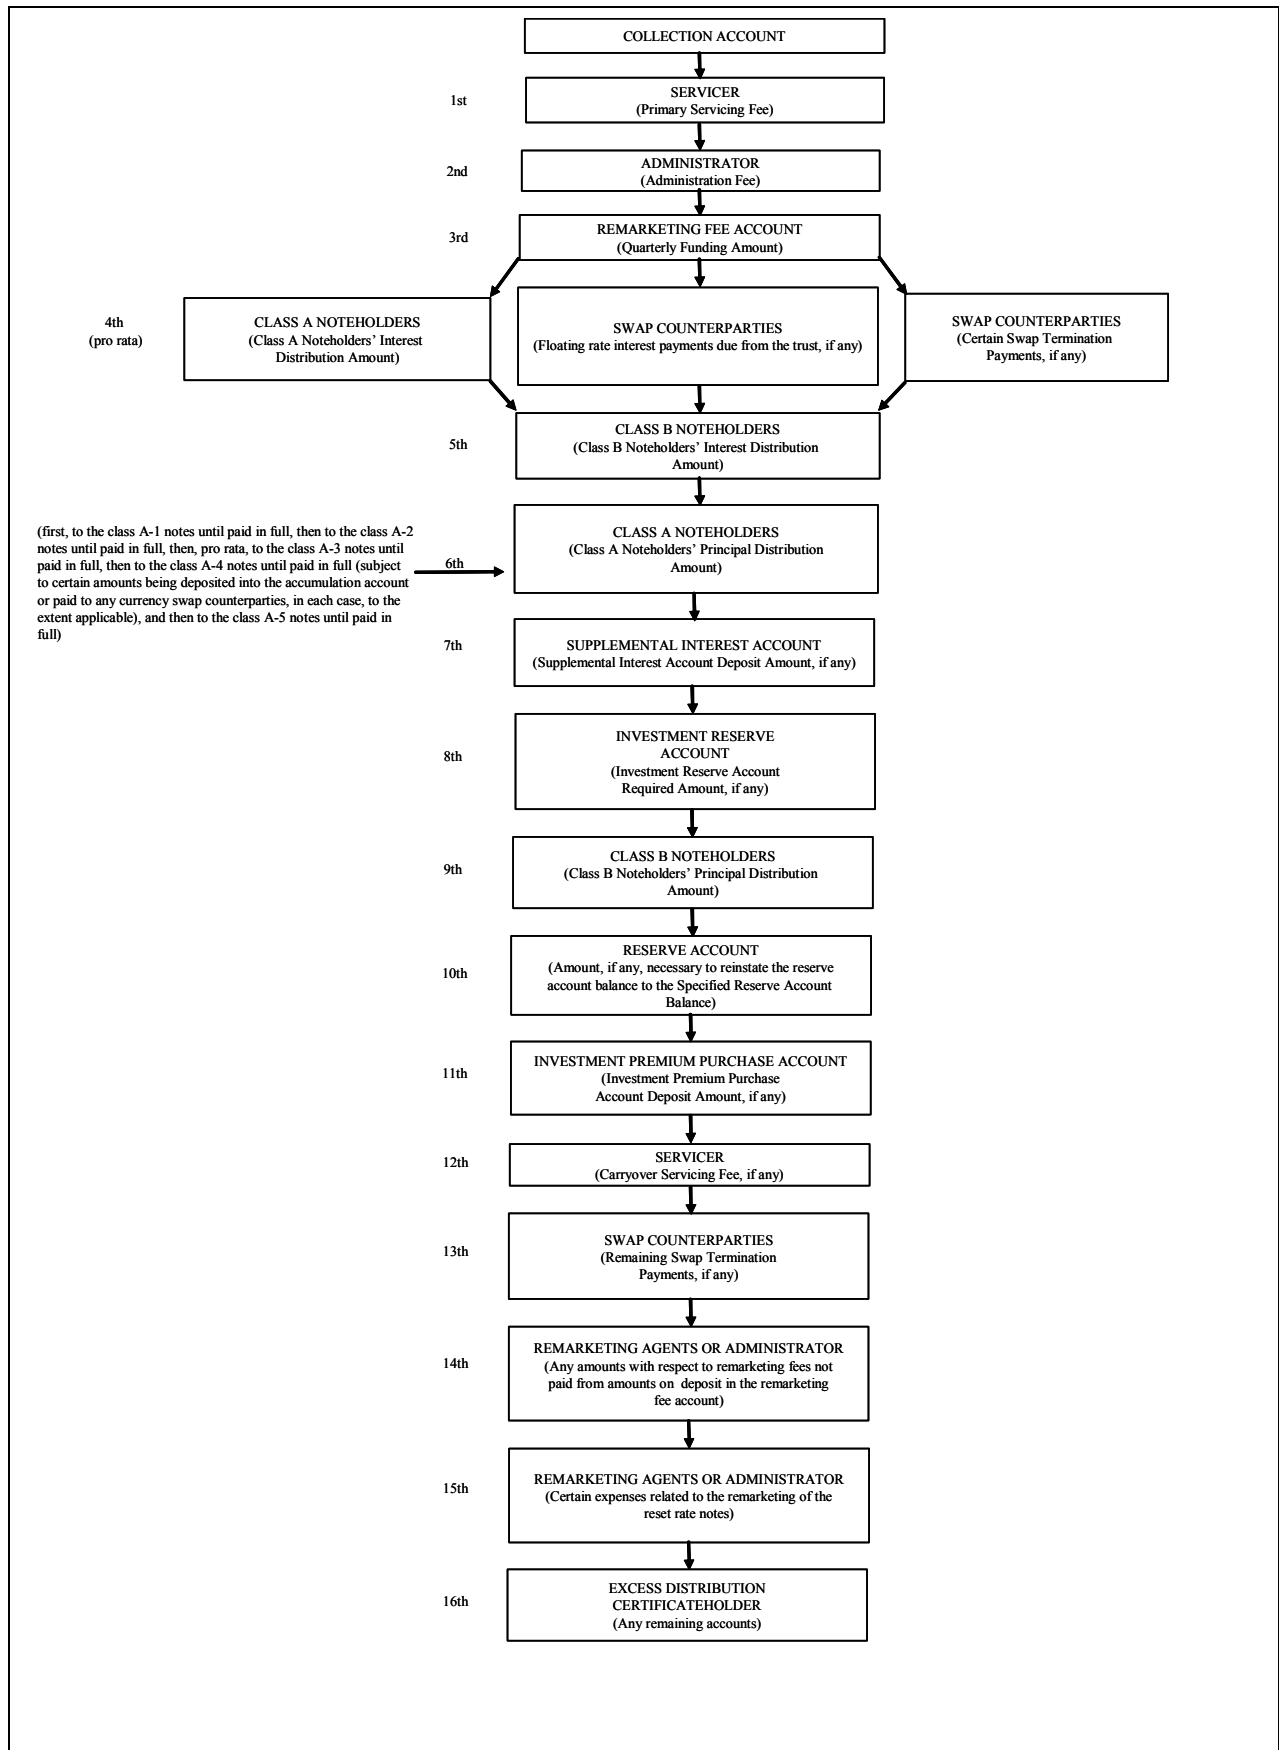 COLLECTION ACCOUNT
1st
SERVICER
(Primary Servicing Fee)
2nd
ADMINISTRATOR
(Administration Fee)
3rd
REMARKETING FEE ACCOUNT
(Quarterly Funding Amount)
4th
(pro rata)
CLASS A NOTEHOLDERS
(Class A Noteholders’ Interest
Distribution Amount)
SWAP COUNTERPARTIES
(Floating rate interest payments due from the trust, if any)
SWAP COUNTERPARTIES
(Certain Swap Termination
Payments, if any)
5th
CLASS B NOTEHOLDERS
(Class B Noteholders’ Interest Distribution
Amount)
(first, to the class A-1 notes until paid in full, then to the class A-2
notes until paid in full, then, pro rata, to the class A-3 notes until
paid in full, then to the class A-4 notes until paid in full (subject
to certain amounts being deposited into the accumulation account
or paid to any currency swap counterparties, in each case, to the
extent applicable), and then to the class A-5 notes until paid in
full)
6th
CLASS A NOTEHOLDERS
(Class A Noteholders’ Principal Distribution
Amount)
7th
SUPPLEMENTAL INTEREST ACCOUNT
(Supplemental Interest Account Deposit Amount, if any)
8th
INVESTMENT RESERVE
ACCOUNT
(Investment Reserve Account
Required Amount, if any)
9th
CLASS B NOTEHOLDERS
(Class B Noteholders’ Principal Distribution
Amount)
10th
RESERVE ACCOUNT
(Amount, if any, necessary to reinstate the reserve
account balance to the Specified Reserve Account
Balance)
11th
INVESTMENT PREMIUM PURCHASE ACCOUNT
(Investment Premium Purchase
Account Deposit Amount, if any)
12th
SERVICER
(Carryover Servicing Fee, if any)
13th
SWAP COUNTERPARTIES
(Remaining Swap Termination
Payments, if any)
14th
REMARKETING AGENTS OR ADMINISTRATOR
(Any amounts with respect to remarketing fees not
paid from amounts on deposit in the remarketing
fee account)
15th
REMARKETING AGENTS OR ADMINISTRATOR
(Certain expenses related to the remarketing of the
reset rate notes)
16th
EXCESS DISTRIBUTION
CERTIFICATEHOLDER
(Any remaining accounts)